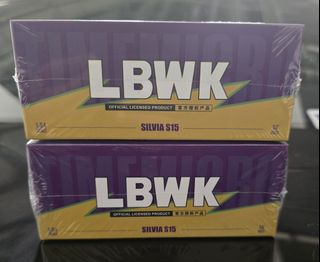 TIMEWORL
LBWK
OFFICIAL LICENSED PRODUCT 官方授权产品
SILVIA S15
LBWK
OFFICIAL LICENSED PRODUCT 官方授权产品
SILVIA S15